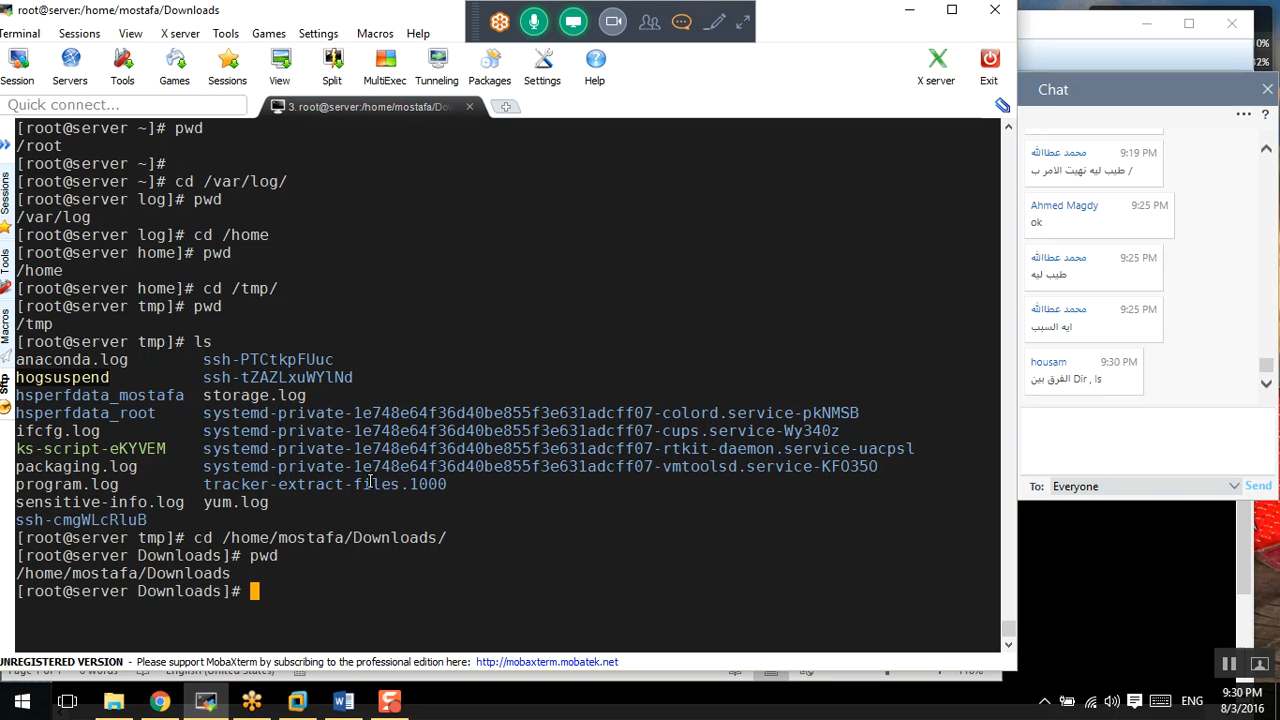 root@server:/home/mostafa/Downloads
Terminal Sessions View X server Tools Games Settings Macros Help
Session Servers Tools Games Sessions View Split MultiExec Tunneling Packages Settings Help X server Exit
Quick connect...
3. root@server:/home/mostafa/Do
[root@server ~]# pwd
/root
[root@server ~]#
[root@server ~]# cd /var/log/
[root@server log]# pwd
/var/log
[root@server log]# cd /home
[root@server home]# pwd
/home
[root@server home]# cd /tmp/
[root@server tmp]# pwd
/tmp
[root@server tmp]# ls
anaconda.log ssh-PTCtkpFUuc
hogsuspend ssh-tZAZLxuWYlNd
hsperfdata_mostafa storage.log
hsperfdata_root systemd-private-1e748e64f36d40be855f3e631adcff07-colord.service-pkNMSB
ifcfg.log systemd-private-1e748e64f36d40be855f3e631adcff07-cups.service-Wy340z
ks-script-eKYVEM systemd-private-1e748e64f36d40be855f3e631adcff07-rtkit-daemon.service-uacpsl
packaging.log systemd-private-1e748e64f36d40be855f3e631adcff07-vmtoolsd.service-KFO35O
program.log tracker-extract-files.1000
sensitive-info.log yum.log
ssh-cmgWLcRluB
[root@server tmp]# cd /home/mostafa/Downloads/
[root@server Downloads]# pwd
/home/mostafa/Downloads
[root@server Downloads]#
UNREGISTERED VERSION - Please support MobaXterm by subscribing to the professional edition here: http://mobaxterm.mobatek.net
Sessions
Tools
Macros
Sftp
0%
32%
Chat
... ?
محمد عطاالله 9:19 PM
طيب ليه نهيت الامر ب /
Ahmed Magdy 9:25 PM
ok
محمد عطاالله 9:25 PM
طيب ليه
محمد عطاالله 9:25 PM
ايه السبب
housam 9:30 PM
الفرق بين Dir , ls
To: Everyone Send
English (United States)
ENG
9:30 PM
8/3/2016